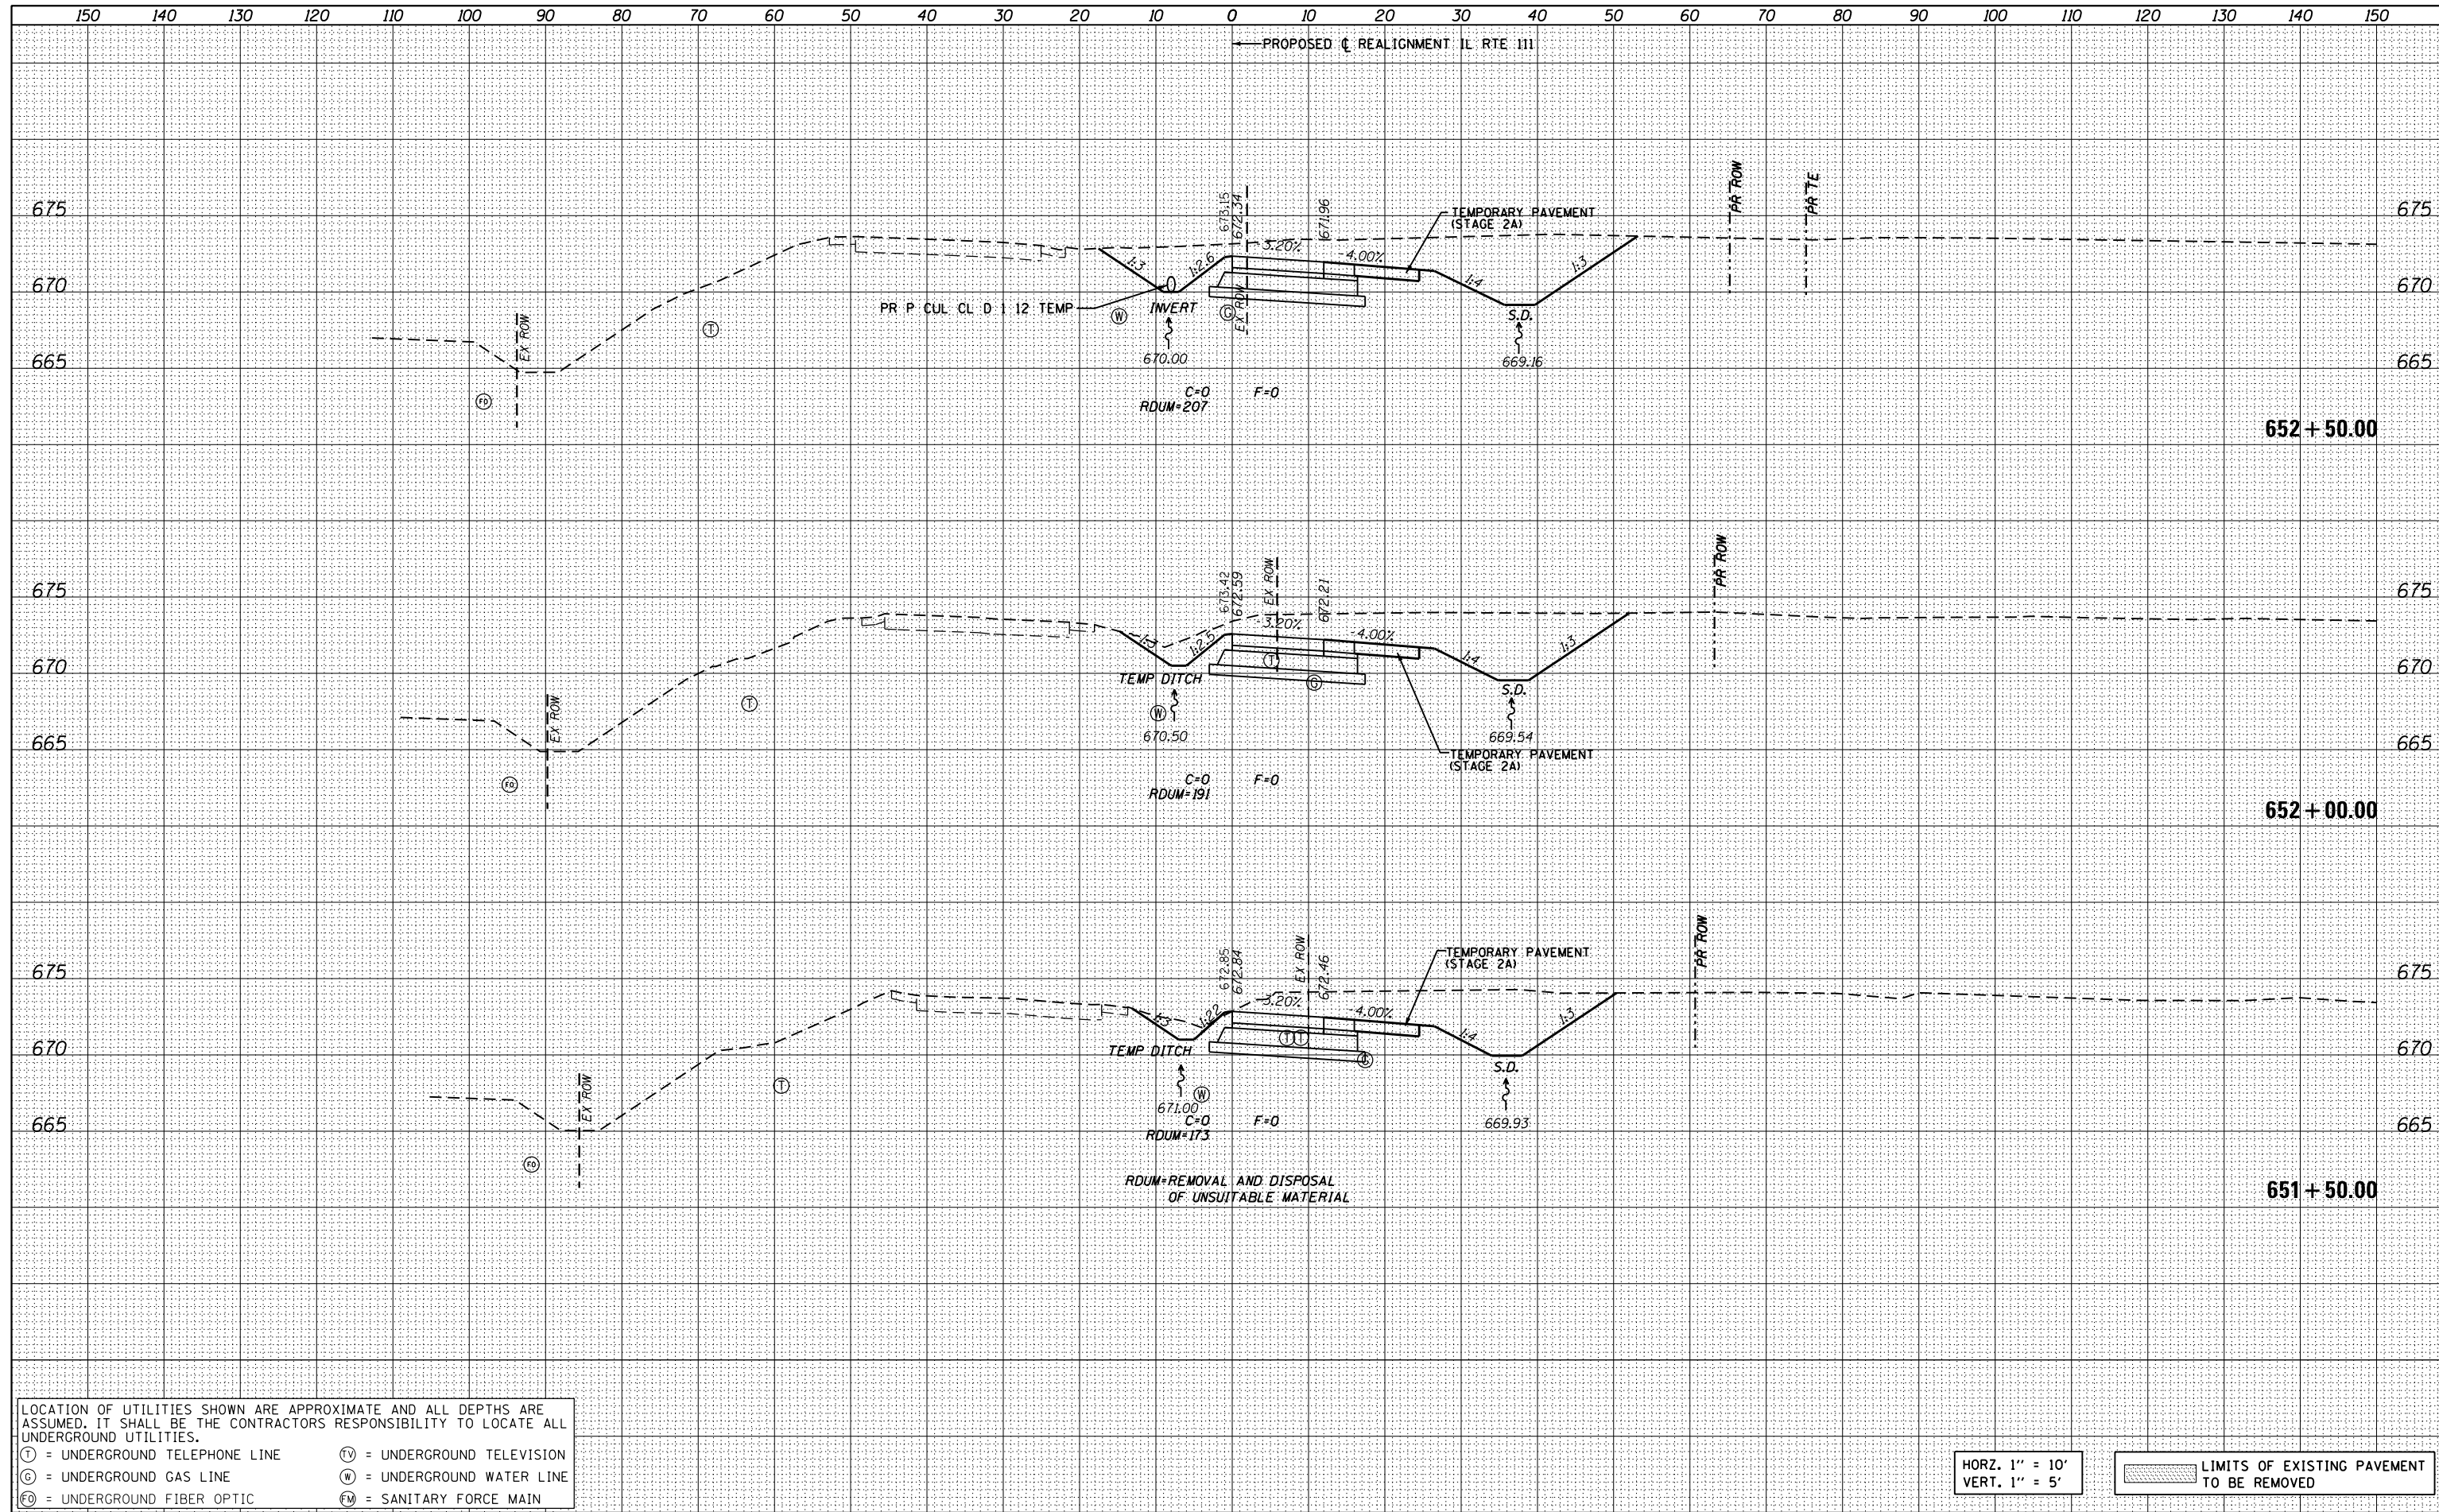 150 140 130 120 110 100 90 80 70 60 50 40 30 20 10 0 10 20 30 40 50 60 70 80 90 100 110 120 130 140 150
PROPOSED ℄ REALIGNMENT IL RTE 111
PR ROW
PR TE
673.15
672.34
671.96
TEMPORARY PAVEMENT
(STAGE 2A)
675
675
-3.20%
-4.00%
1:3
1:2.6
1:4
1:3
670
670
PR P CUL CL D 1 12 TEMP
W
INVERT
G
EX ROW
S.D.
T
EX ROW
670.00
669.16
665
665
FO
C=0 F=0
RDUM=207
652+50.00
PR ROW
673.42
672.59
EX ROW
672.21
675
675
-3.20%
-4.00%
1:3
1:2.5
1:4
1:3
T
670
670
TEMP DITCH
G
S.D.
T
EX ROW
W
670.50
669.54
665
665
TEMPORARY PAVEMENT
(STAGE 2A)
FO
C=0 F=0
RDUM=191
652+00.00
PR ROW
672.85
672.84
EX ROW
672.46
TEMPORARY PAVEMENT
(STAGE 2A)
675
675
-3.20%
-4.00%
1:3
1:2.2
1:4
1:3
T T
670
670
TEMP DITCH
G
S.D.
T
EX ROW
W
671.00
669.93
665
665
C=0 F=0
RDUM=173
FO
RDUM=REMOVAL AND DISPOSAL
OF UNSUITABLE MATERIAL
651+50.00
LOCATION OF UTILITIES SHOWN ARE APPROXIMATE AND ALL DEPTHS ARE
ASSUMED. IT SHALL BE THE CONTRACTORS RESPONSIBILITY TO LOCATE ALL
UNDERGROUND UTILITIES.
T = UNDERGROUND TELEPHONE LINE TV = UNDERGROUND TELEVISION
G = UNDERGROUND GAS LINE W = UNDERGROUND WATER LINE
FO = UNDERGROUND FIBER OPTIC FM = SANITARY FORCE MAIN
HORZ. 1'' = 10'
VERT. 1'' = 5'
LIMITS OF EXISTING PAVEMENT
TO BE REMOVED